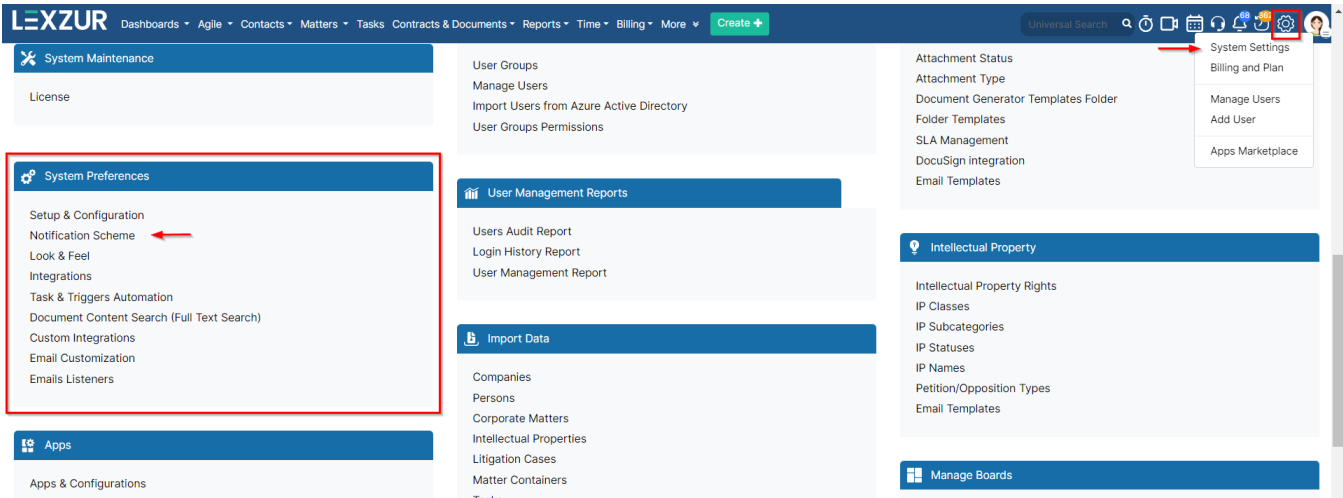 LEXZUR Dashboards Agile Contacts Matters Tasks Contracts & Documents Reports Time Billing More Create + Universal Search 68
System Settings
Billing and Plan
Manage Users
Add User
Apps Marketplace
System Maintenance
License
System Preferences
Setup & Configuration
Notification Scheme
Look & Feel
Integrations
Task & Triggers Automation
Document Content Search (Full Text Search)
Custom Integrations
Email Customization
Emails Listeners
Apps
Apps & Configurations
User Groups
Manage Users
Import Users from Azure Active Directory
User Groups Permissions
User Management Reports
Users Audit Report
Login History Report
User Management Report
Import Data
Companies
Persons
Corporate Matters
Intellectual Properties
Litigation Cases
Matter Containers
Attachment Status
Attachment Type
Document Generator Templates Folder
Folder Templates
SLA Management
DocuSign integration
Email Templates
Intellectual Property
Intellectual Property Rights
IP Classes
IP Subcategories
IP Statuses
IP Names
Petition/Opposition Types
Email Templates
Manage Boards